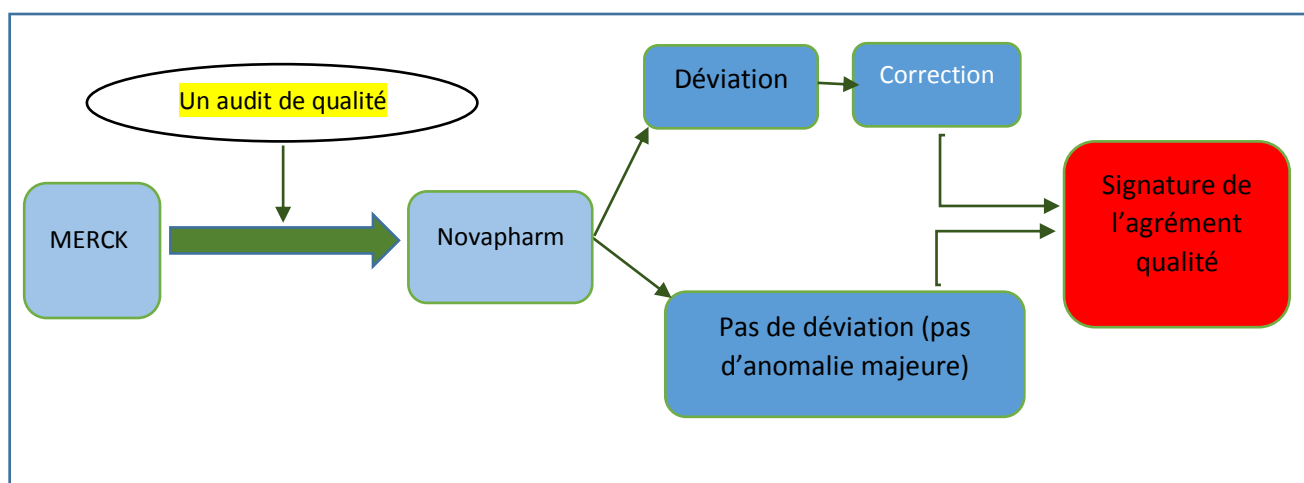 Un audit de qualité
MERCK
Novapharm
Déviation
Correction
Pas de déviation (pas
d’anomalie majeure)
Signature de
l’agrément
qualité